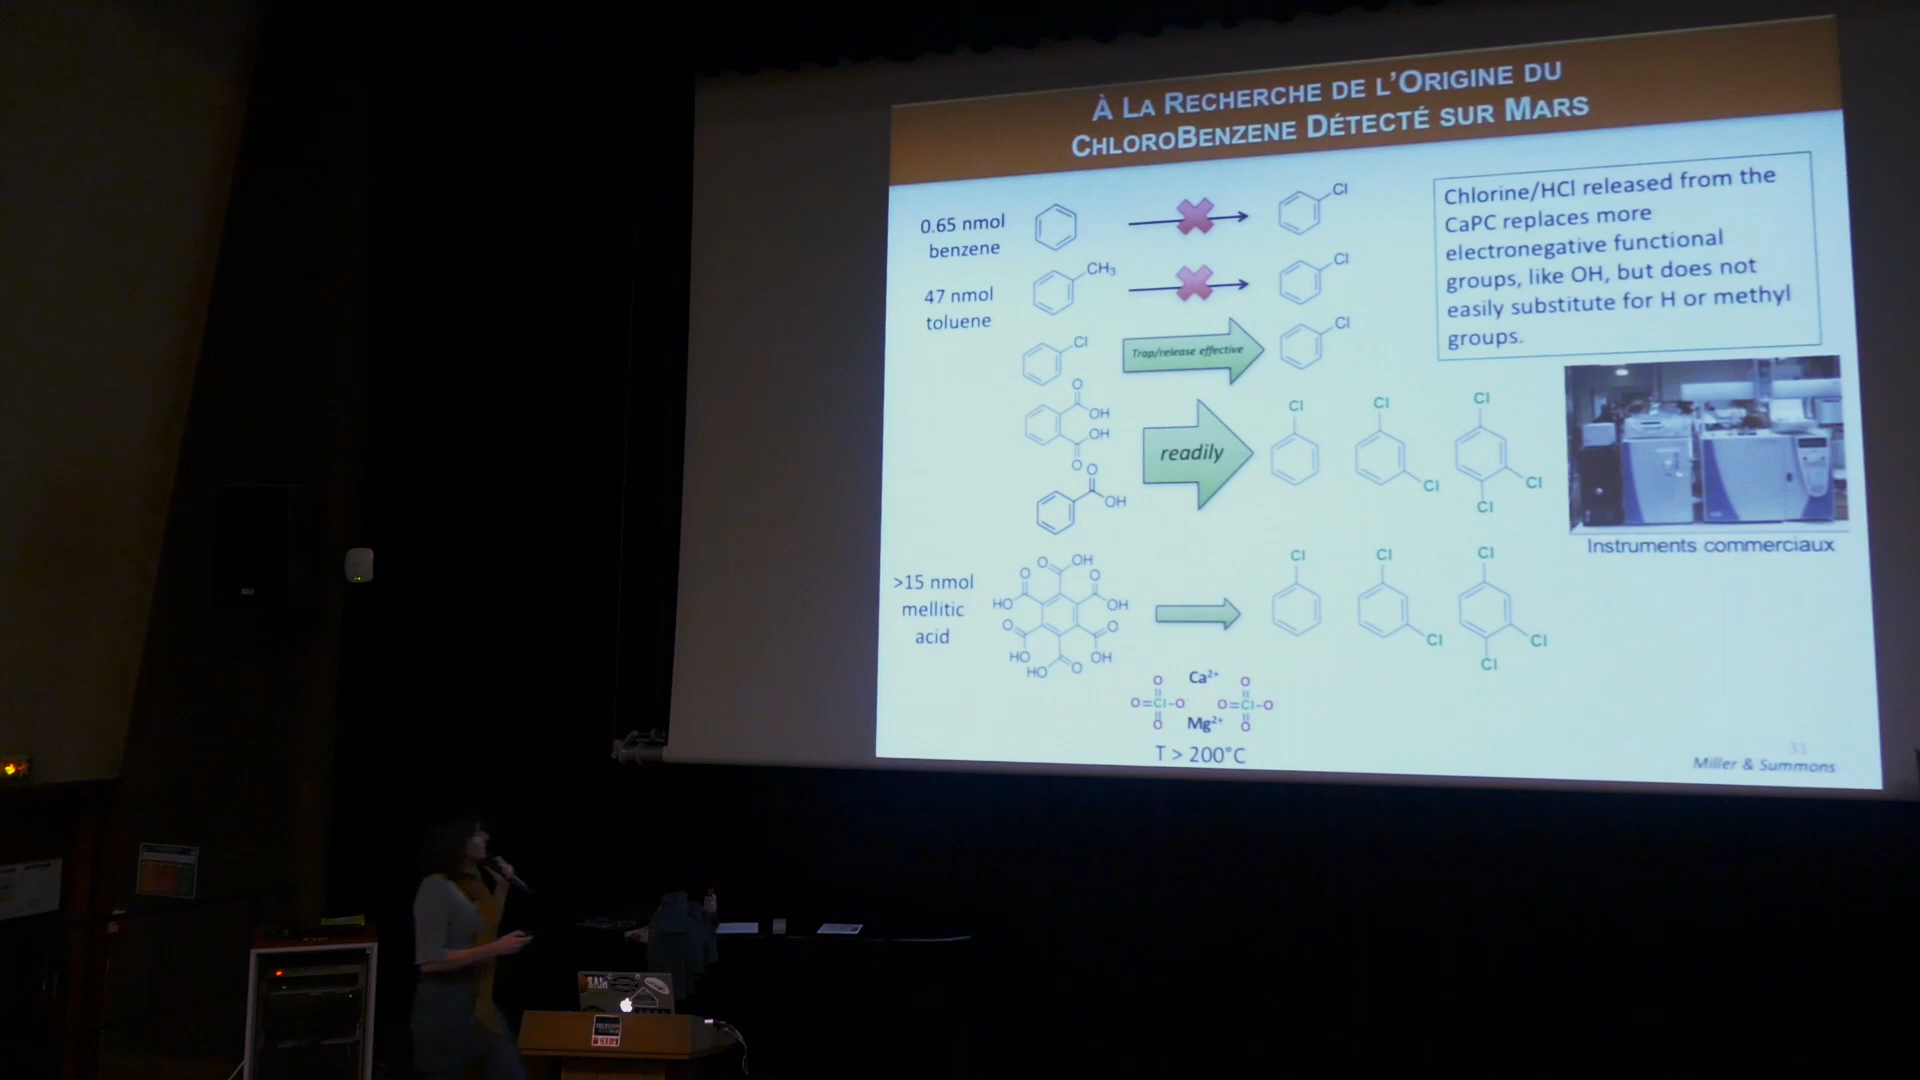 À LA RECHERCHE DE L'ORIGINE DU
CHLOROBENZENE DÉTECTÉ SUR MARS
0.65 nmol
benzene
Cl
47 nmol
toluene
CH₃
Cl
Cl
Trap/release effective
Cl
Chlorine/HCl released from the
CaPC replaces more
electronegative functional
groups, like OH, but does not
easily substitute for H or methyl
groups.
O
OH
OH
O
O
OH
readily
Cl
Cl
Cl
Cl
Cl
Cl
Instruments commerciaux
>15 nmol
mellitic
acid
O
OH
O
O
HO
OH
O
O
HO
OH
HO
O
Cl
Cl
Cl
Cl
Cl
Cl
O Ca²⁺ O
O=Cl-O O=Cl-O
O Mg²⁺ O
T > 200°C
31
Miller & Summons
SAM